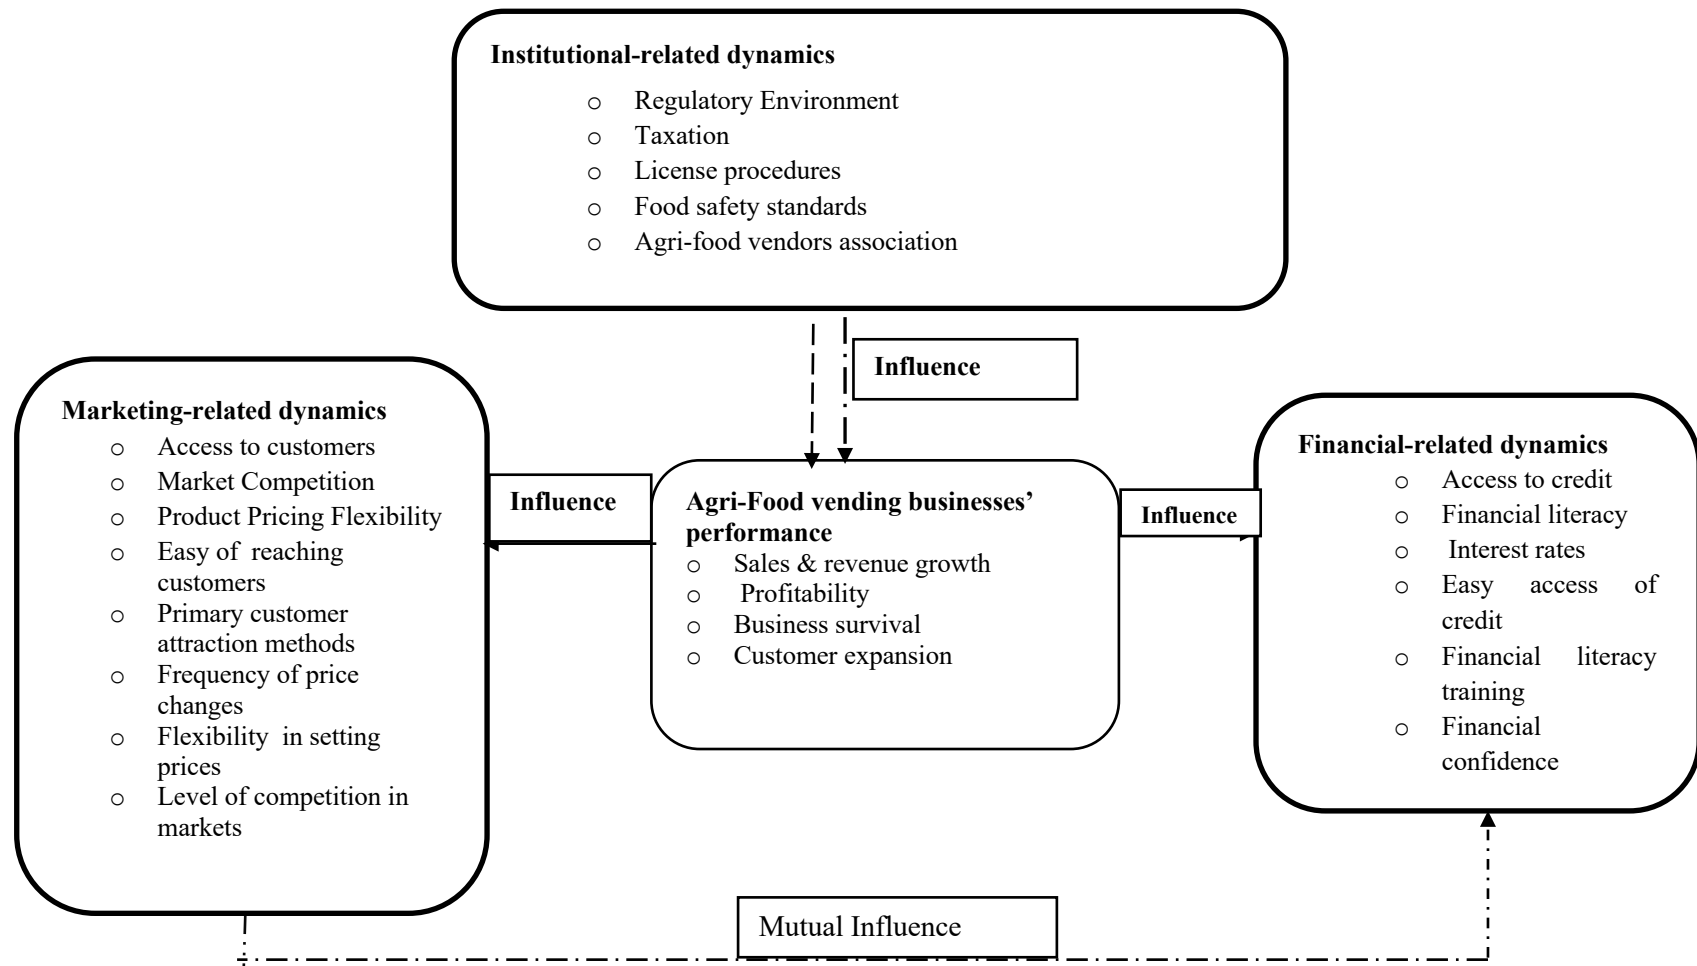 Institutional-related dynamics
o Regulatory Environment
o Taxation
o License procedures
o Food safety standards
o Agri-food vendors association
Influence
Marketing-related dynamics
o Access to customers
o Market Competition
o Product Pricing Flexibility
o Easy of reaching
customers
o Primary customer
attraction methods
o Frequency of price
changes
o Flexibility in setting
prices
o Level of competition in
markets
Influence
Agri-Food vending businesses’
performance
o Sales & revenue growth
o Profitability
o Business survival
o Customer expansion
Influence
Financial-related dynamics
o Access to credit
o Financial literacy
o Interest rates
o Easy access of
credit
o Financial literacy
training
o Financial
confidence
Mutual Influence